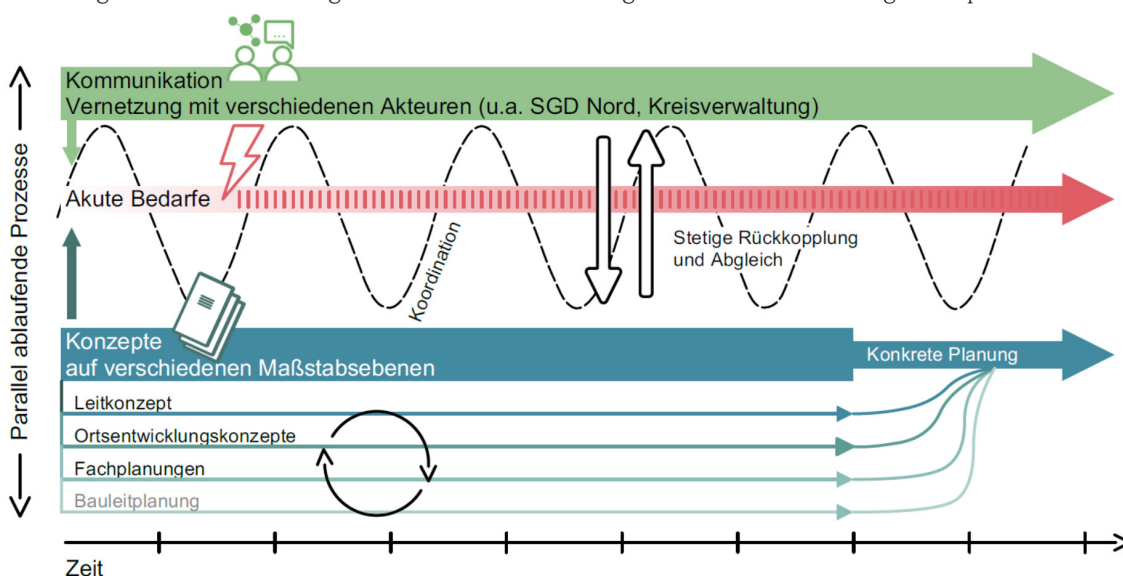 Kommunikation
Vernetzung mit verschiedenen Akteuren (u.a. SGD Nord, Kreisverwaltung)
...
Parallel ablaufende Prozesse
Akute Bedarfe
Koordination
Stetige Rückkopplung
und Abgleich
Konzepte
auf verschiedenen Maßstabsebenen
Konkrete Planung
Leitkonzept
Ortsentwicklungskonzepte
Fachplanungen
Bauleitplanung
Zeit